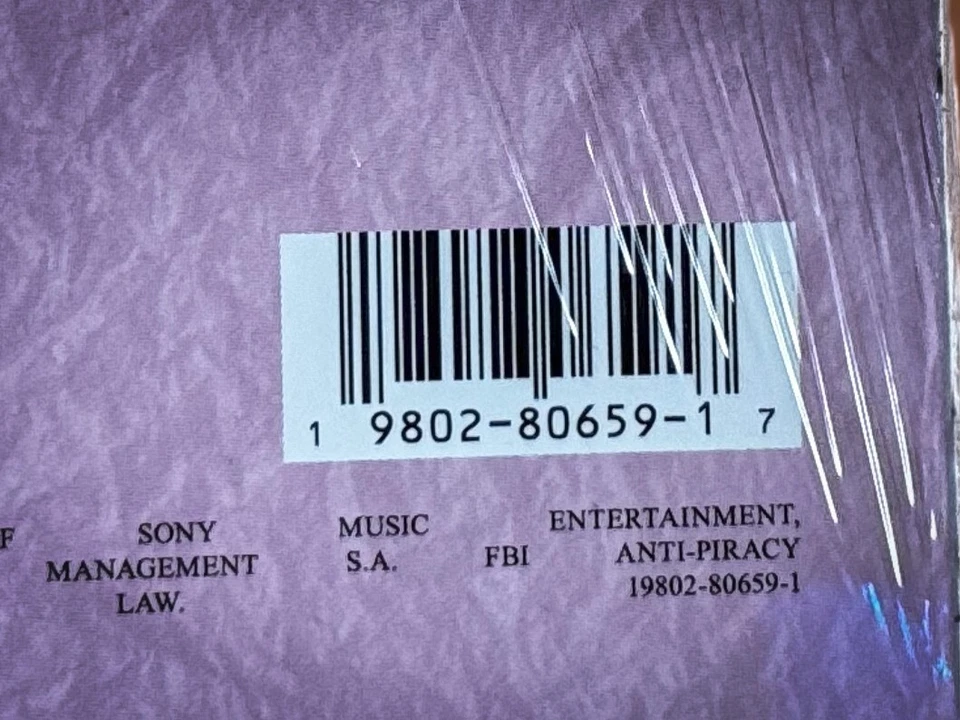 1 9802-80659-1 7
F SONY MUSIC ENTERTAINMENT,
MANAGEMENT S.A. FBI ANTI-PIRACY
LAW. 19802-80659-1